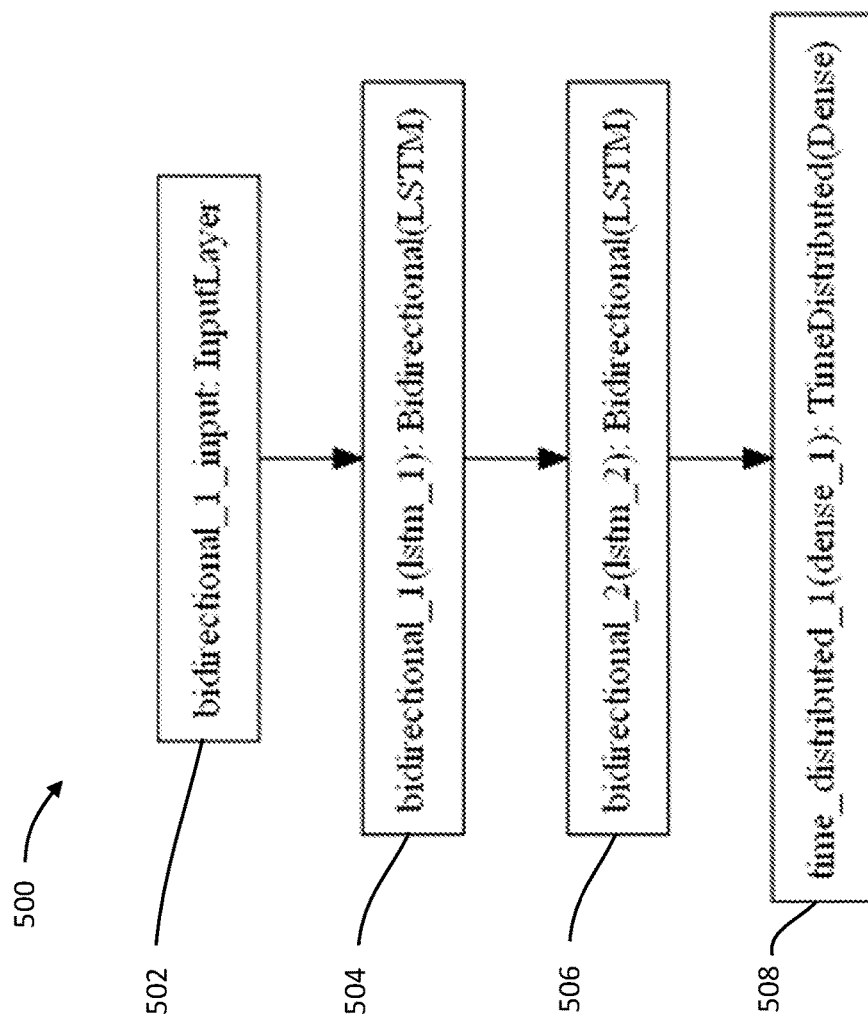 500
502
bidirectional_1_input: InputLayer
504
bidirectional_1(lstm_1): Bidirectional(LSTM)
506
bidirectional_2(lstm_2): Bidirectional(LSTM)
508
time_distributed_1(dense_1): TimeDistributed(Dense)